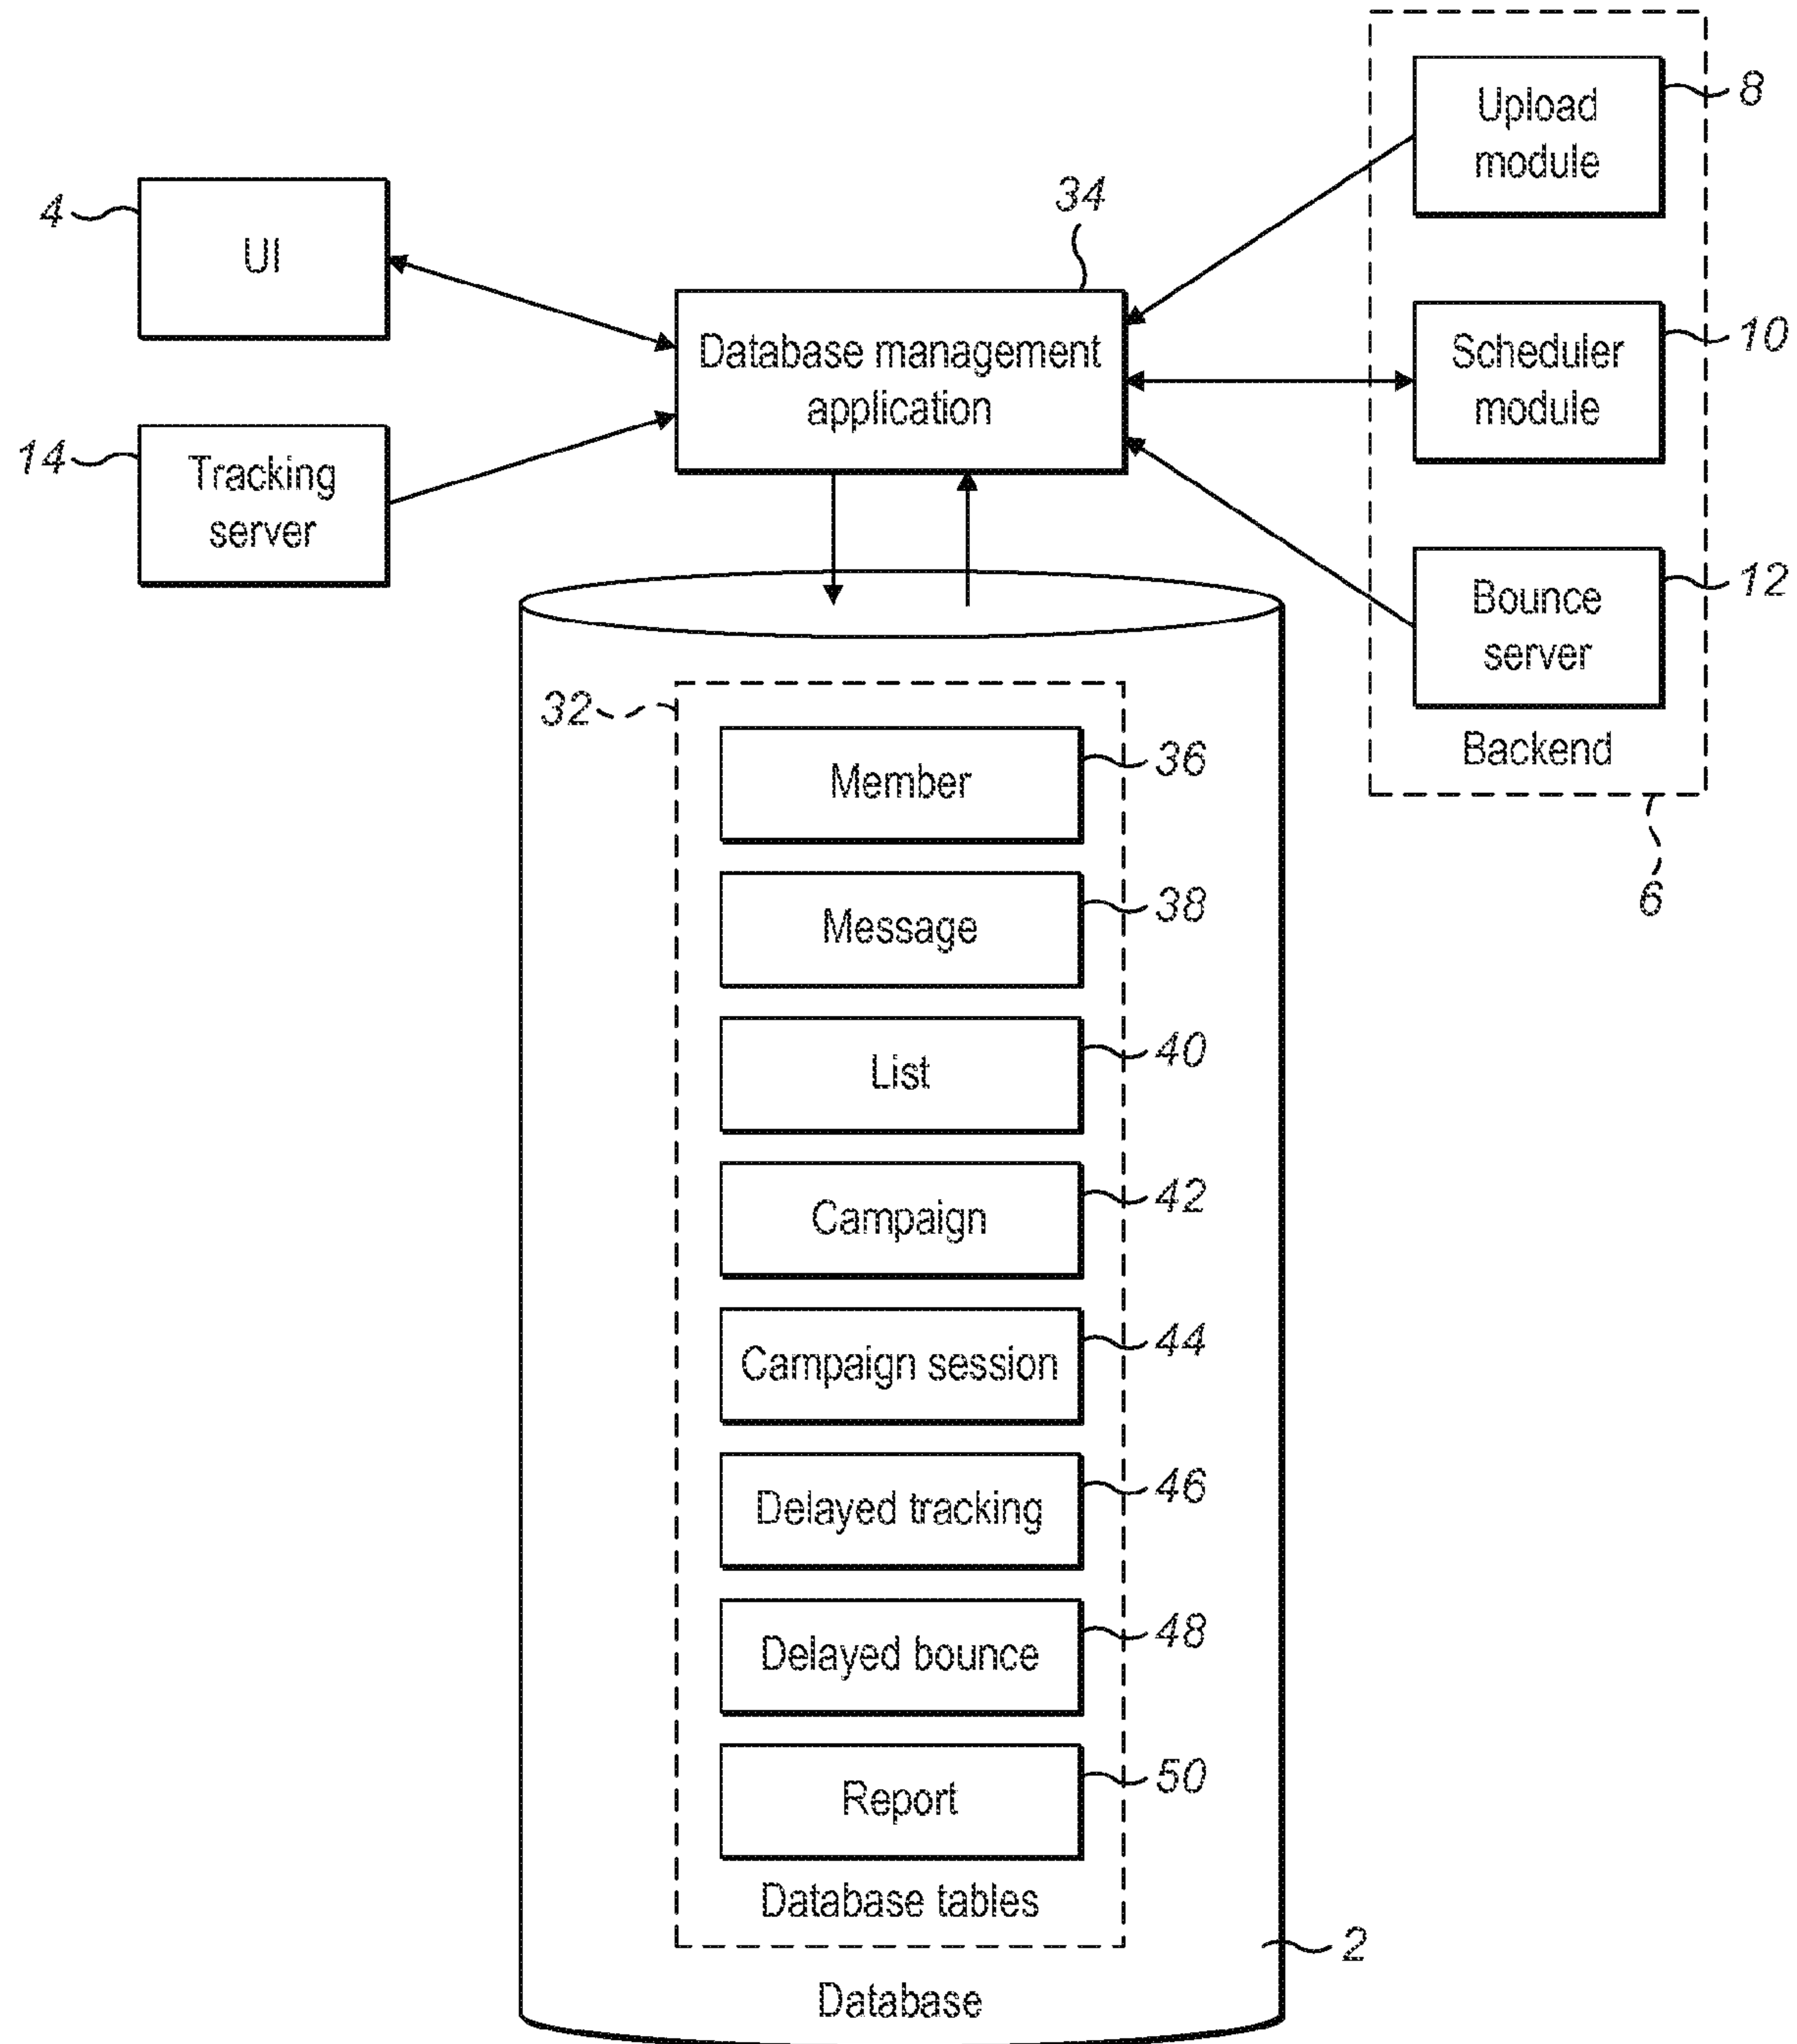 4
UI
14
Tracking
server
34
Database management
application
Upload
module
8
Scheduler
module
10
Bounce
server
12
Backend
6
32
Member
36
Message
38
List
40
Campaign
42
Campaign session
44
Delayed tracking
46
Delayed bounce
48
Report
50
Database tables
2
Database